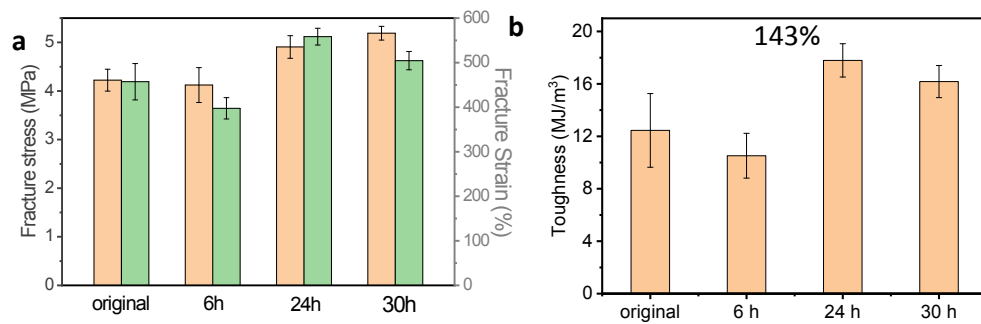 a
Fracture stress (MPa)
5
4
3
2
1
0
600
500
400
300
200
100
0
Fracture Strain (%)
original 6h 24h 30h
b
143%
Toughness (MJ/m³)
20
16
12
8
4
0
original 6 h 24 h 30 h